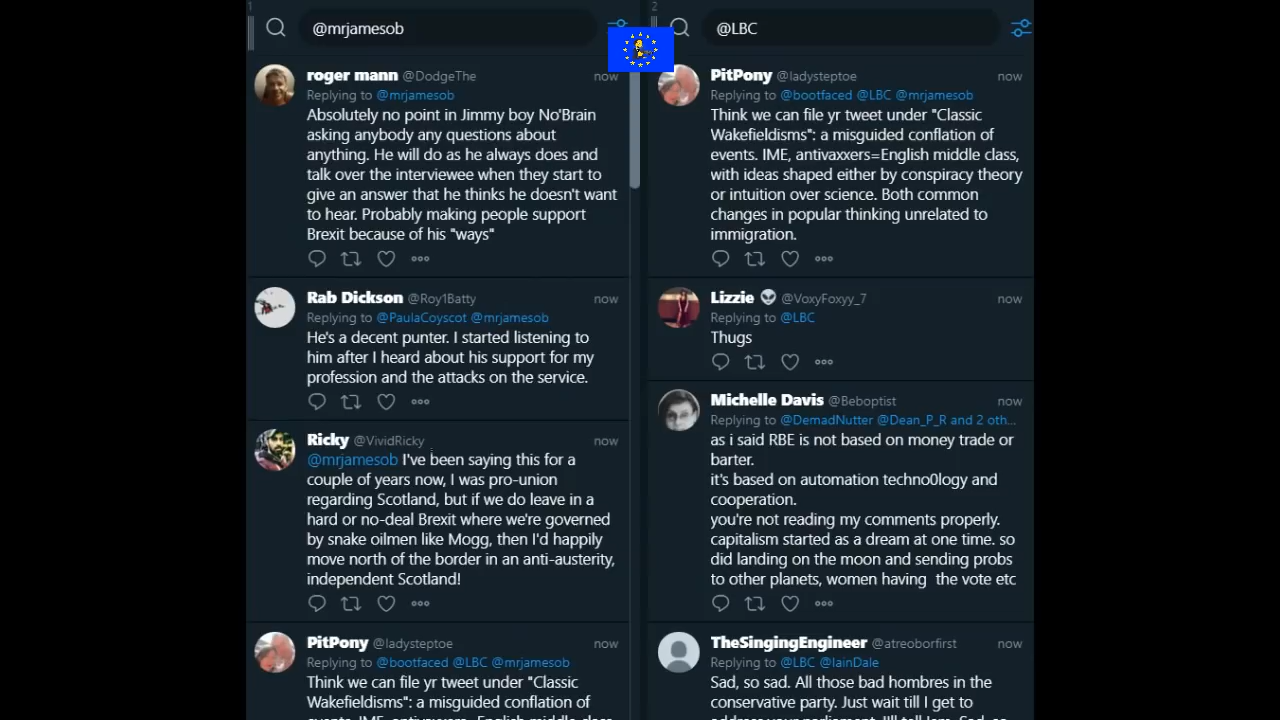 1
@mrjamesob
roger mann @DodgeThe now
Replying to @mrjamesob
Absolutely no point in Jimmy boy No'Brain
asking anybody any questions about
anything. He will do as he always does and
talk over the interviewee when they start to
give an answer that he thinks he doesn't want
to hear. Probably making people support
Brexit because of his "ways"
Rab Dickson @Roy1Batty now
Replying to @PaulaCoyscot @mrjamesob
He's a decent punter. I started listening to
him after I heard about his support for my
profession and the attacks on the service.
Ricky @VividRicky now
@mrjamesob I've been saying this for a
couple of years now, I was pro-union
regarding Scotland, but if we do leave in a
hard or no-deal Brexit where we're governed
by snake oilmen like Mogg, then I'd happily
move north of the border in an anti-austerity,
independent Scotland!
PitPony @ladysteptoe now
Replying to @bootfaced @LBC @mrjamesob
Think we can file yr tweet under "Classic
Wakefieldisms": a misguided conflation of
2
@LBC
PitPony @ladysteptoe now
Replying to @bootfaced @LBC @mrjamesob
Think we can file yr tweet under "Classic
Wakefieldisms": a misguided conflation of
events. IME, antivaxxers=English middle class,
with ideas shaped either by conspiracy theory
or intuition over science. Both common
changes in popular thinking unrelated to
immigration.
Lizzie @VoxyFoxyy_7 now
Replying to @LBC
Thugs
Michelle Davis @Beboptist now
Replying to @DemadNutter @Dean_P_R and 2 oth...
as i said RBE is not based on money trade or
barter.
it's based on automation techno0logy and
cooperation.
you're not reading my comments properly.
capitalism started as a dream at one time. so
did landing on the moon and sending probs
to other planets, women having the vote etc
TheSingingEngineer @atreoborfirst now
Replying to @LBC @IainDale
Sad, so sad. All those bad hombres in the
conservative party. Just wait till I get to